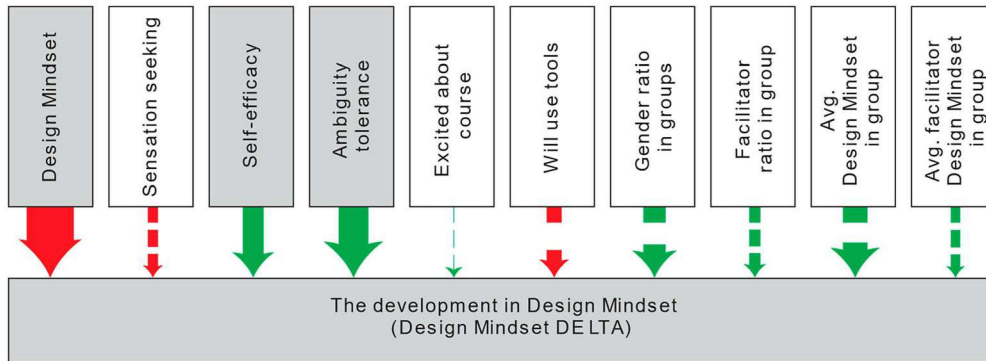 Design Mindset
Sensation seeking
Self-efficacy
Ambiguity
tolerance
Excited about
course
Will use tools
Gender ratio
in groups
Facilitator
ratio in group
Avg.
Design Mindset
in group
Avg. facilitator
Design Mindset
in group
The development in Design Mindset
(Design Mindset DELTA)